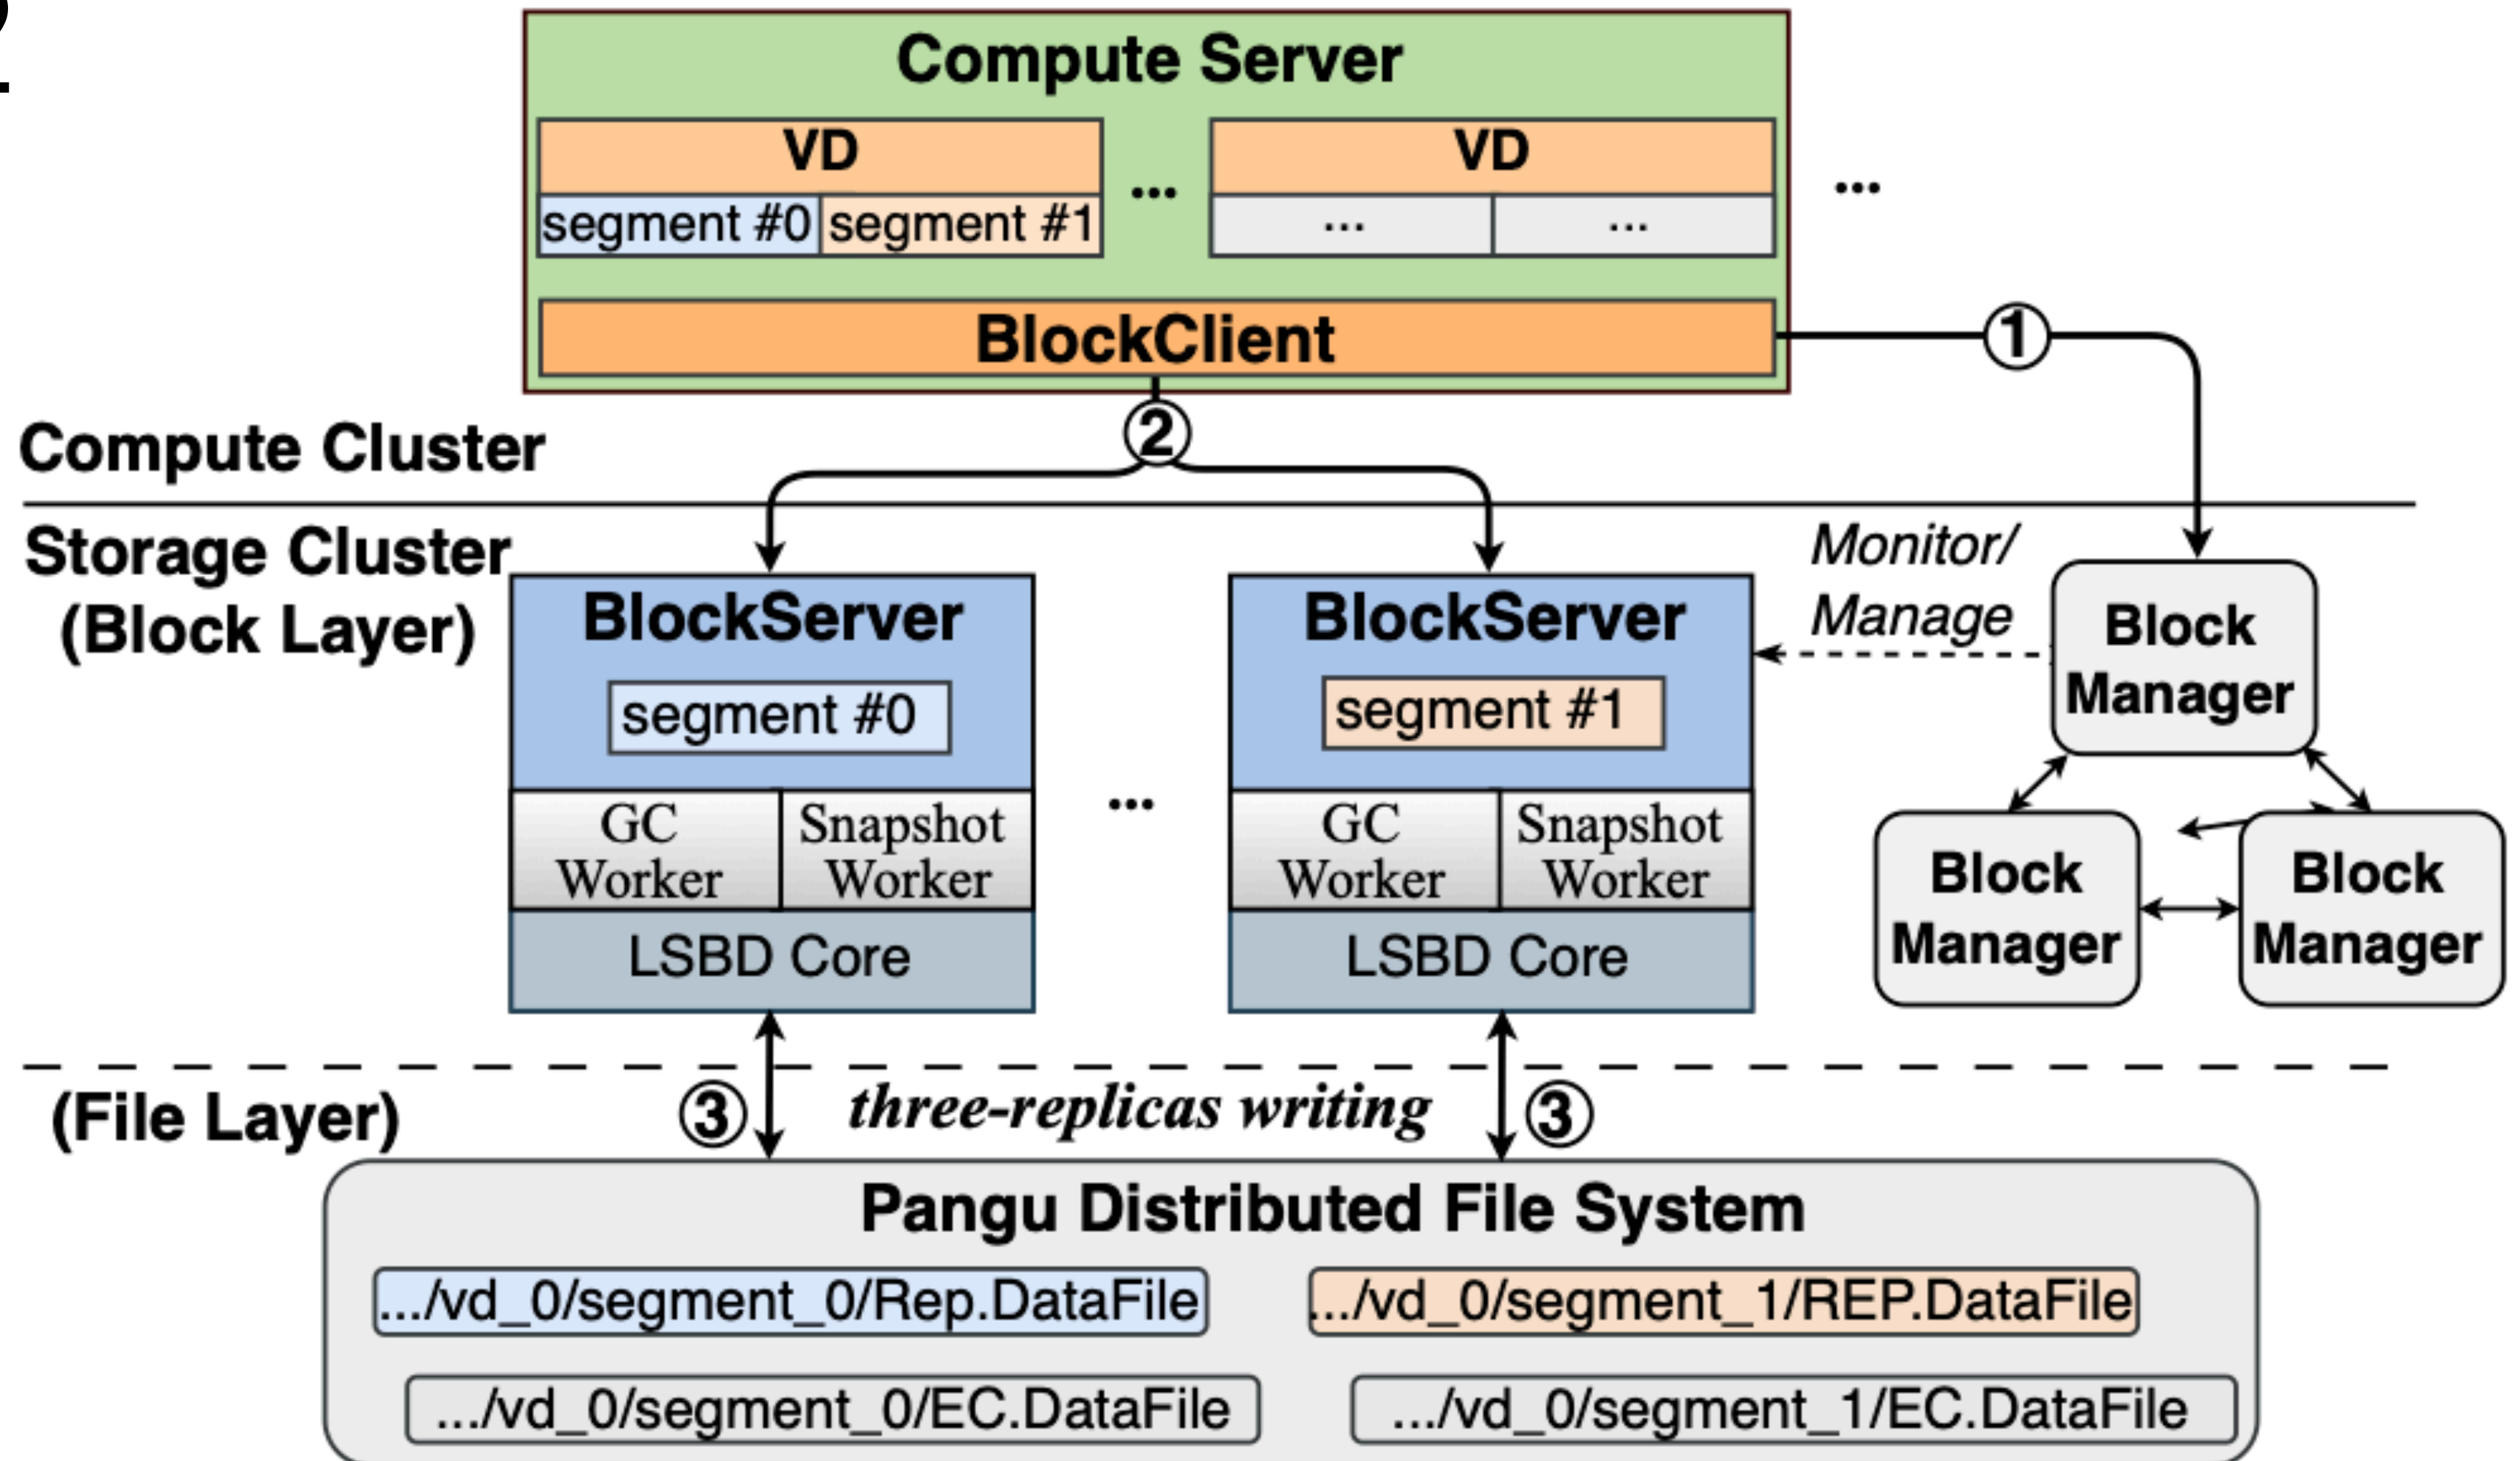 Compute Server
VD
...
VD
...
segment #0
segment #1
...
...
BlockClient
①
②
Compute Cluster
Storage Cluster
(Block Layer)
BlockServer
segment #0
GC
Worker
Snapshot
Worker
LSBD Core
...
BlockServer
segment #1
GC
Worker
Snapshot
Worker
LSBD Core
Monitor/
Manage
Block
Manager
Block
Manager
Block
Manager
(File Layer)
③
three-replicas writing
③
Pangu Distributed File System
.../vd_0/segment_0/Rep.DataFile
.../vd_0/segment_1/REP.DataFile
.../vd_0/segment_0/EC.DataFile
.../vd_0/segment_1/EC.DataFile